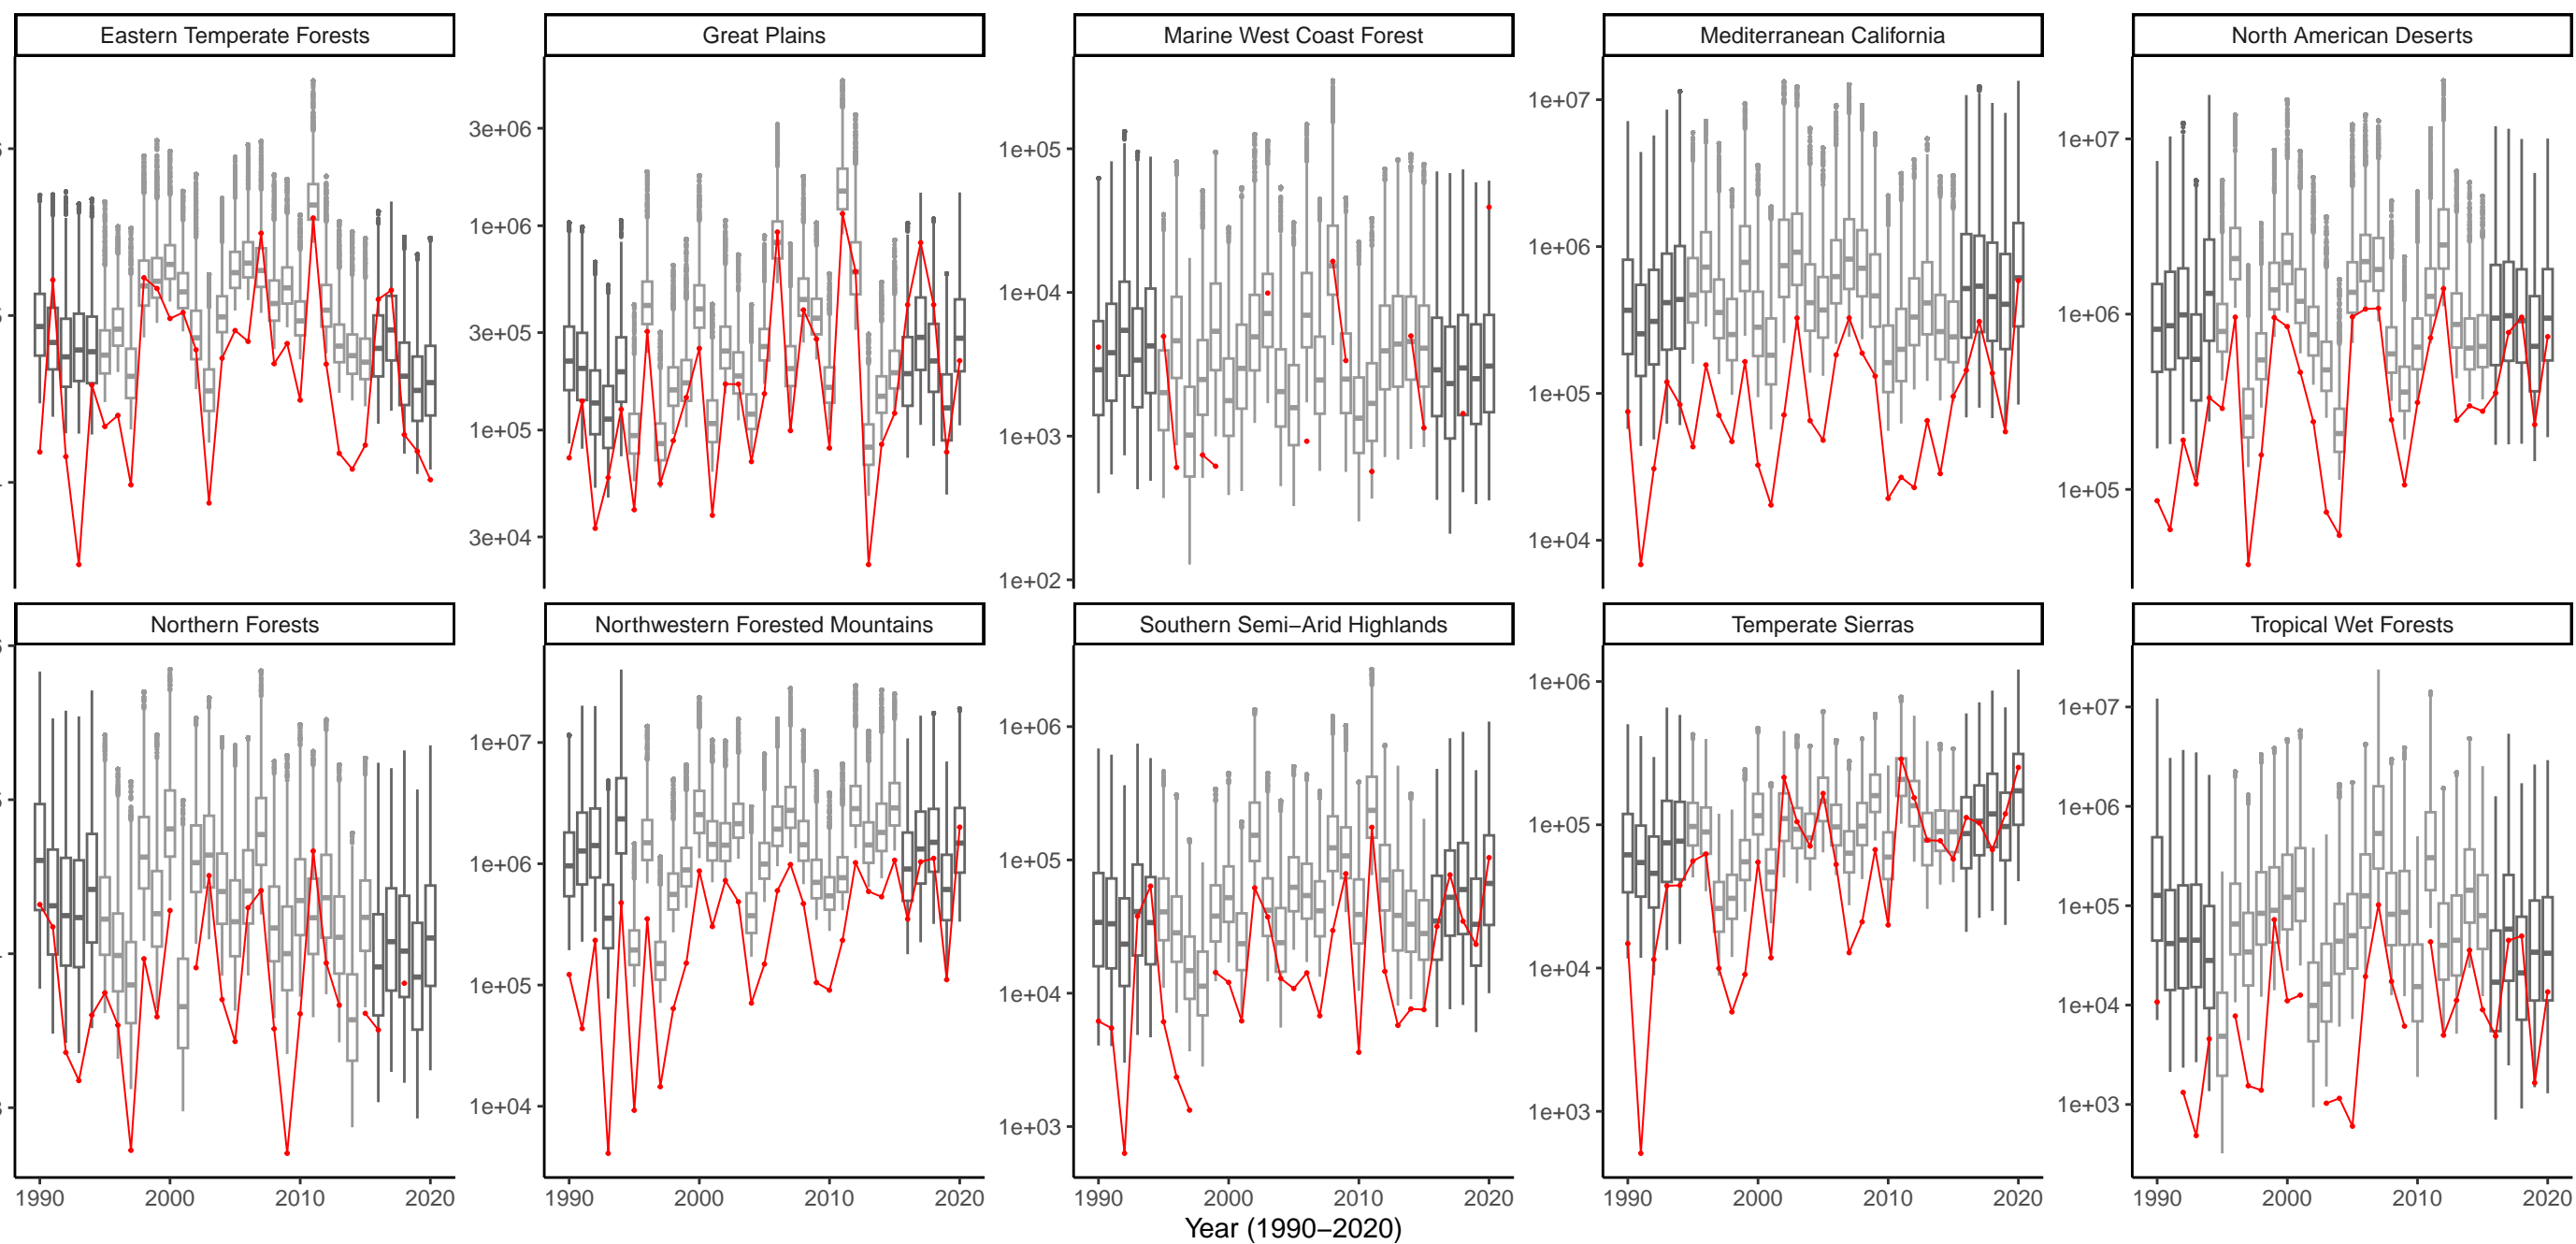 Eastern Temperate Forests
Great Plains
Marine West Coast Forest
Mediterranean California
North American Deserts
3e+06
1e+06
3e+05
1e+05
3e+04
1e+05
1e+04
1e+03
1e+02
1e+07
1e+06
1e+05
1e+04
1e+07
1e+06
1e+05
Northern Forests
Northwestern Forested Mountains
Southern Semi−Arid Highlands
Temperate Sierras
Tropical Wet Forests
1e+07
1e+06
1e+05
1e+04
1e+06
1e+05
1e+04
1e+03
1e+06
1e+05
1e+04
1e+03
1e+07
1e+06
1e+05
1e+04
1e+03
1990 2000 2010 2020
1990 2000 2010 2020
1990 2000 2010 2020
1990 2000 2010 2020
1990 2000 2010 2020
Year (1990−2020)